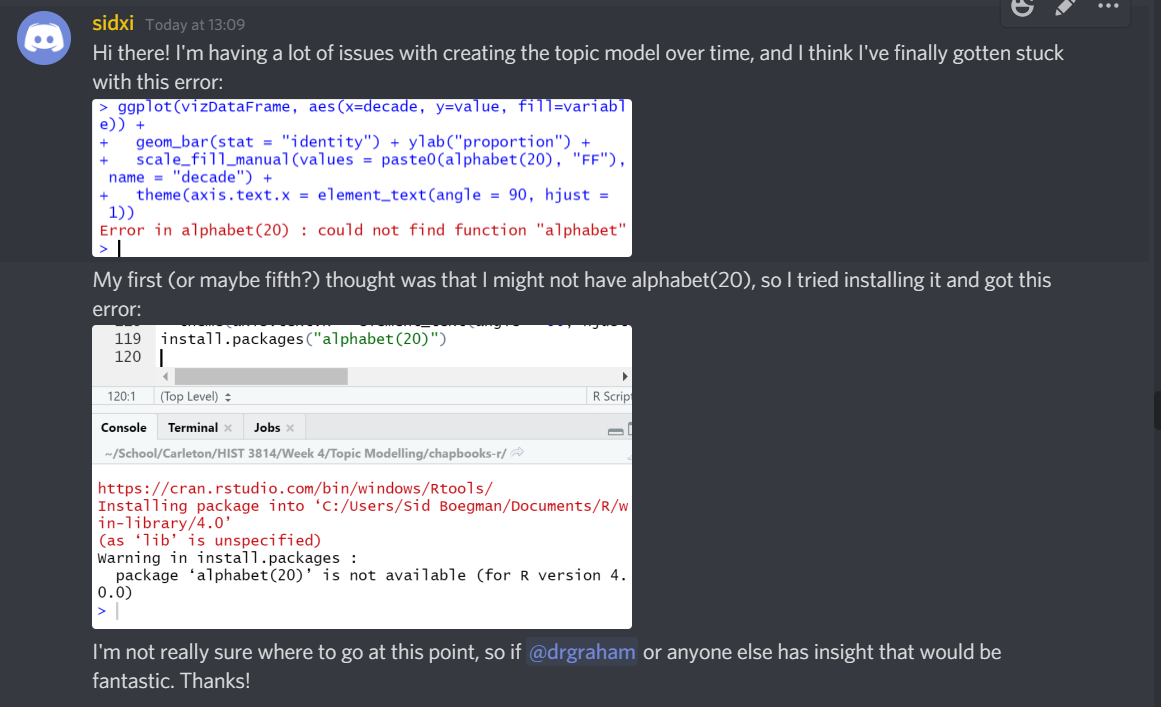 sidxi Today at 13:09
Hi there! I'm having a lot of issues with creating the topic model over time, and I think I've finally gotten stuck
with this error:
> ggplot(vizDataFrame, aes(x=decade, y=value, fill=variabl
e)) +
+   geom_bar(stat = "identity") + ylab("proportion") +
+   scale_fill_manual(values = paste0(alphabet(20), "FF"),
 name = "decade") +
+   theme(axis.text.x = element_text(angle = 90, hjust =
 1))
Error in alphabet(20) : could not find function "alphabet"
>
My first (or maybe fifth?) thought was that I might not have alphabet(20), so I tried installing it and got this
error:
119 install.packages("alphabet(20)")
120
120:1 (Top Level) R Script
Console Terminal × Jobs ×
~/School/Carleton/HIST 3814/Week 4/Topic Modelling/chapbooks-r/
https://cran.rstudio.com/bin/windows/Rtools/
Installing package into ‘C:/Users/Sid Boegman/Documents/R/w
in-library/4.0’
(as ‘lib’ is unspecified)
Warning in install.packages :
  package ‘alphabet(20)’ is not available (for R version 4.
0.0)
>
I'm not really sure where to go at this point, so if @drgraham or anyone else has insight that would be
fantastic. Thanks!